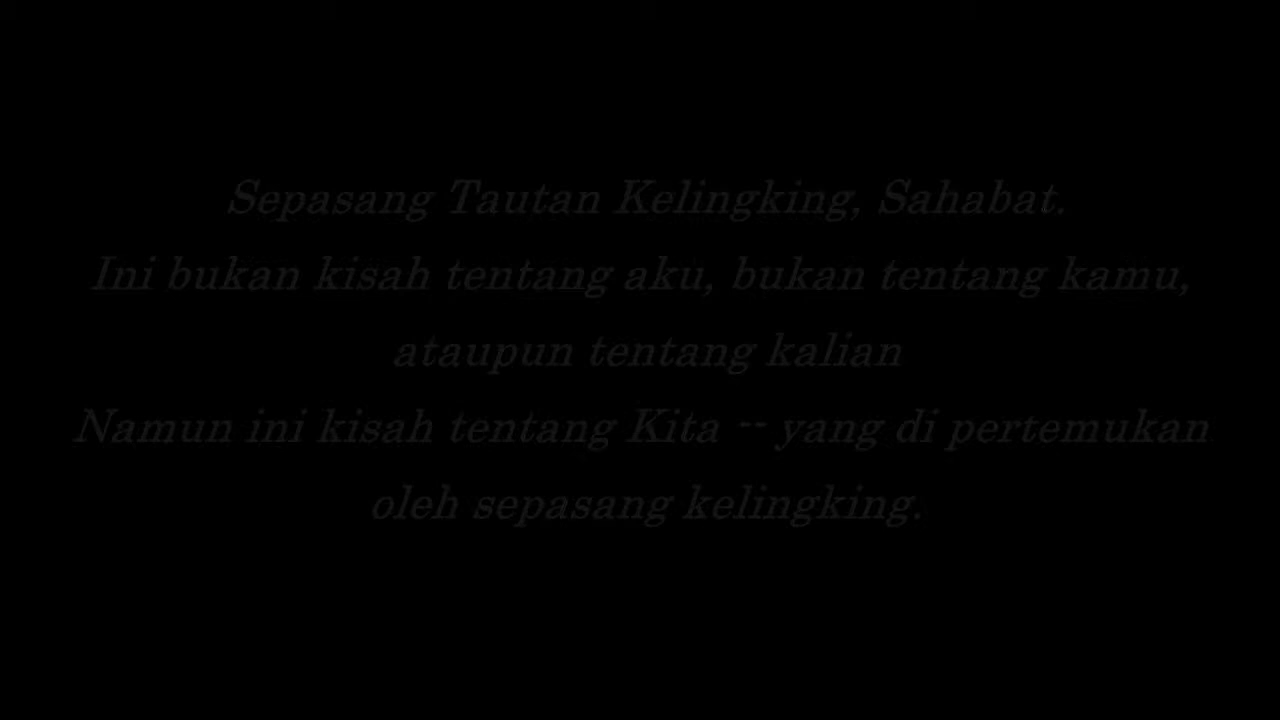 Sepasang Tautan Kelingking, Sahabat.
Ini bukan kisah tentang aku, bukan tentang kamu,
ataupun tentang kalian
Namun ini kisah tentang Kita -- yang di pertemukan
oleh sepasang kelingking.